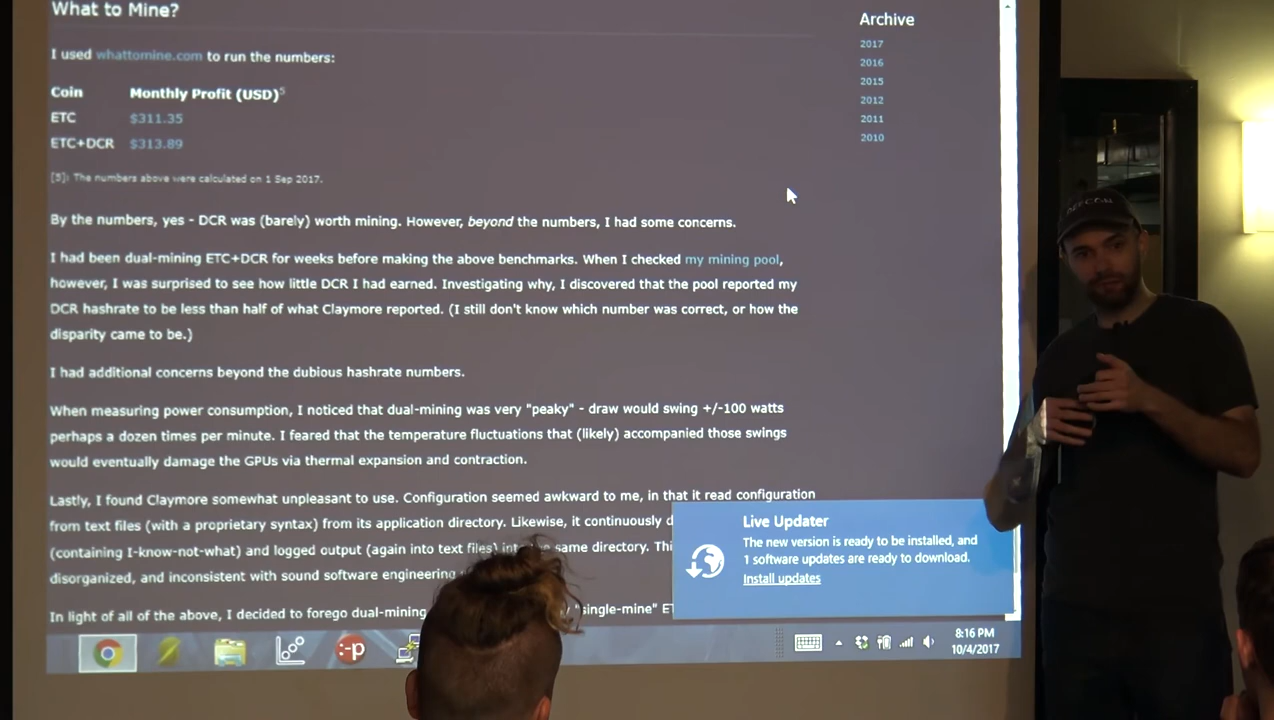 What to Mine?
I used whattomine.com to run the numbers:
Coin Monthly Profit (USD)5
ETC $311.35
ETC+DCR $313.89
[5]: The numbers above were calculated on 1 Sep 2017.
By the numbers, yes - DCR was (barely) worth mining. However, beyond the numbers, I had some concerns.
I had been dual-mining ETC+DCR for weeks before making the above benchmarks. When I checked my mining pool,
however, I was surprised to see how little DCR I had earned. Investigating why, I discovered that the pool reported my
DCR hashrate to be less than half of what Claymore reported. (I still don't know which number was correct, or how the
disparity came to be.)
I had additional concerns beyond the dubious hashrate numbers.
When measuring power consumption, I noticed that dual-mining was very "peaky" - draw would swing +/-100 watts
perhaps a dozen times per minute. I feared that the temperature fluctuations that (likely) accompanied those swings
would eventually damage the GPUs via thermal expansion and contraction.
Lastly, I found Claymore somewhat unpleasant to use. Configuration seemed awkward to me, in that it read configuration
from text files (with a proprietary syntax) from its application directory. Likewise, it continuously d
(containing I-know-not-what) and logged output (again into text files) into the same directory. Thi
disorganized, and inconsistent with sound software engineering
In light of all of the above, I decided to forego dual-mining "single-mine" ET
Archive
2017
2016
2015
2012
2011
2010
Live Updater
The new version is ready to be installed, and
1 software updates are ready to download.
Install updates
:-p
8:16 PM
10/4/2017
DEFCON